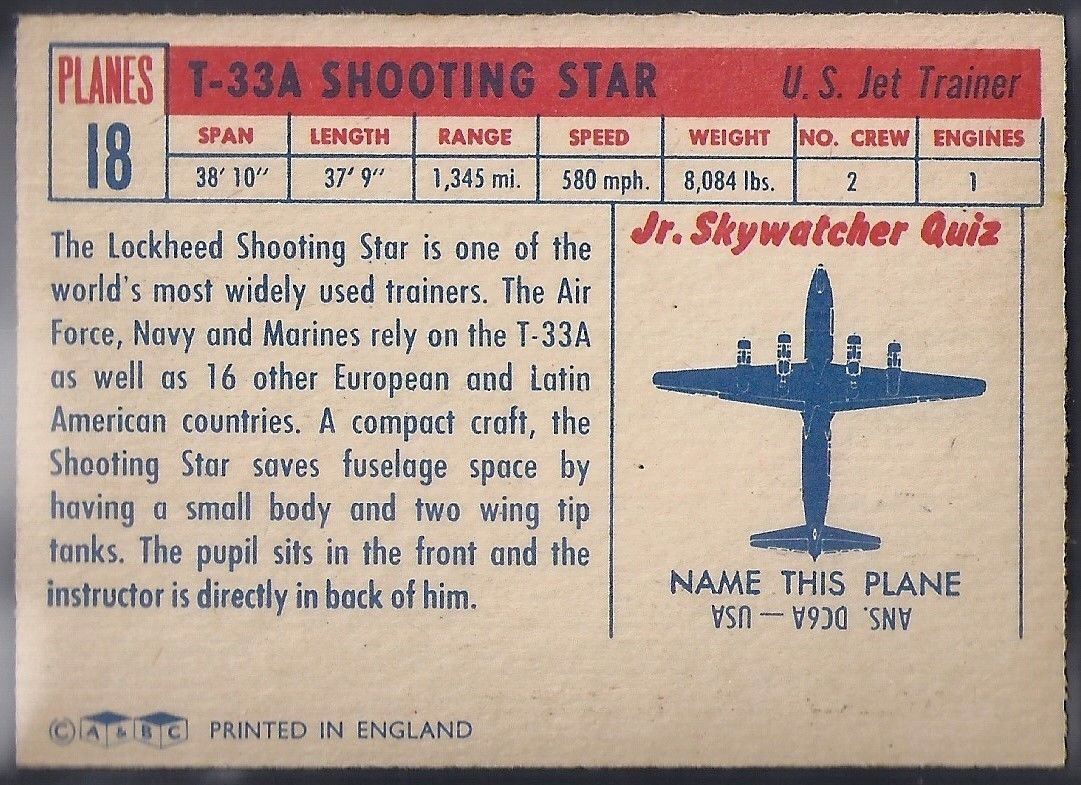 PLANES
18
T-33A SHOOTING STAR U. S. Jet Trainer
SPAN LENGTH RANGE SPEED WEIGHT NO. CREW ENGINES
38' 10" 37' 9" 1,345 mi. 580 mph. 8,084 lbs. 2 1
The Lockheed Shooting Star is one of the
world's most widely used trainers. The Air
Force, Navy and Marines rely on the T-33A
as well as 16 other European and Latin
American countries. A compact craft, the
Shooting Star saves fuselage space by
having a small body and two wing tip
tanks. The pupil sits in the front and the
instructor is directly in back of him.
Jr. Skywatcher Quiz
NAME THIS PLANE
ANS. DC6A — USA
© A & B C PRINTED IN ENGLAND